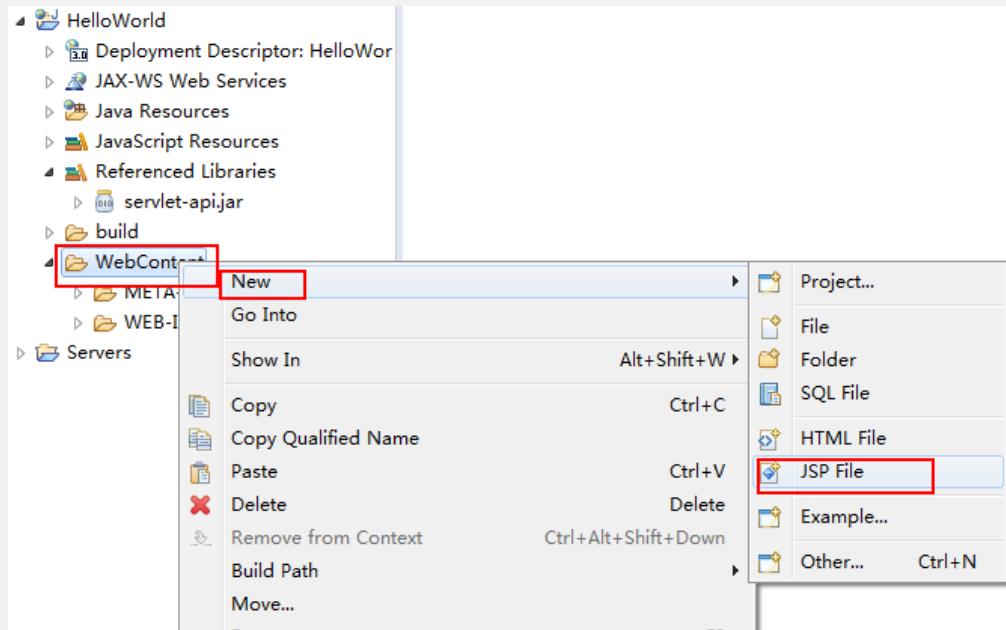 HelloWorld
Deployment Descriptor: HelloWor
JAX-WS Web Services
Java Resources
JavaScript Resources
Referenced Libraries
servlet-api.jar
build
WebContent
META-
WEB-I
Servers
New
Go Into
Show In Alt+Shift+W
Copy Ctrl+C
Copy Qualified Name
Paste Ctrl+V
Delete Delete
Remove from Context Ctrl+Alt+Shift+Down
Build Path
Move...
Project...
File
Folder
SQL File
HTML File
JSP File
Example...
Other... Ctrl+N